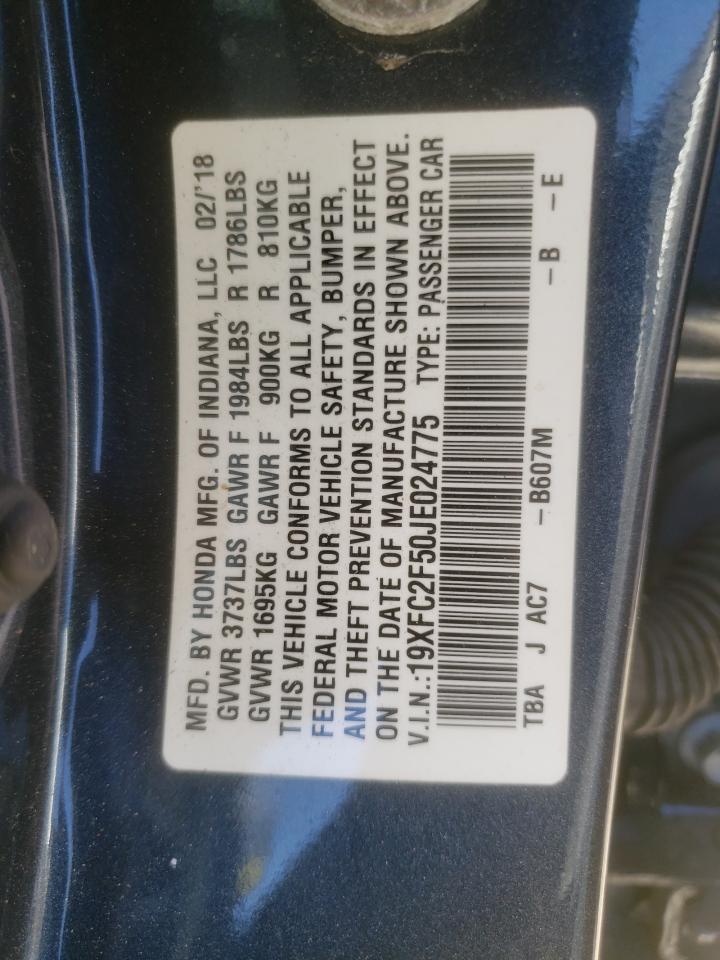 MFD. BY HONDA MFG. OF INDIANA, LLC 02/'18
GVWR 3737LBS GAWR F 1984LBS R 1786LBS
GVWR 1695KG GAWR F 900KG R 810KG
THIS VEHICLE CONFORMS TO ALL APPLICABLE
FEDERAL MOTOR VEHICLE SAFETY, BUMPER,
AND THEFT PREVENTION STANDARDS IN EFFECT
ON THE DATE OF MANUFACTURE SHOWN ABOVE.
V.I.N.:19XFC2F50JE024775 TYPE: PASSENGER CAR
TBA J AC7 –B607M –B –E